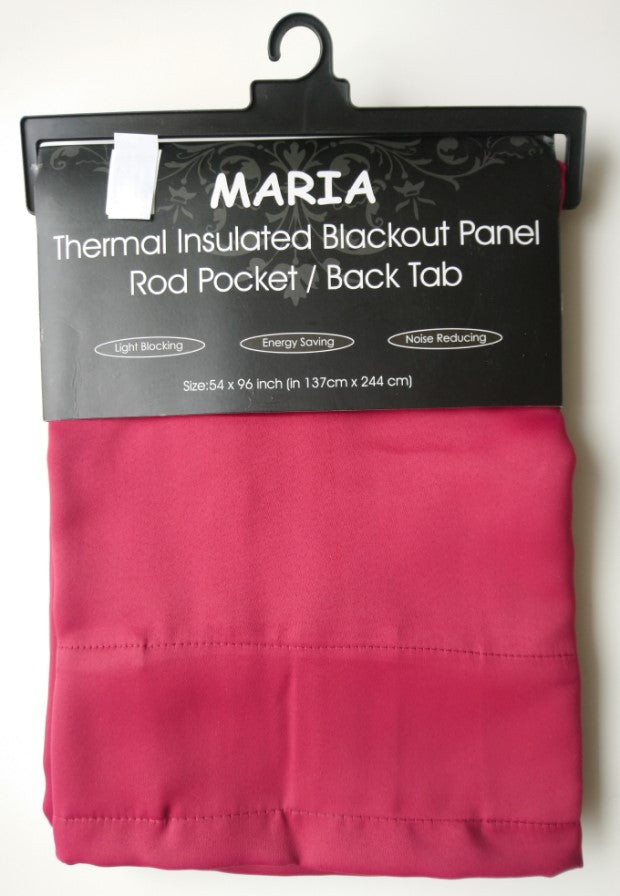 MARIA
Thermal Insulated Blackout Panel
Rod Pocket / Back Tab
Light Blocking
Energy Saving
Noise Reducing
Size:54 x 96 inch (in 137cm x 244 cm)